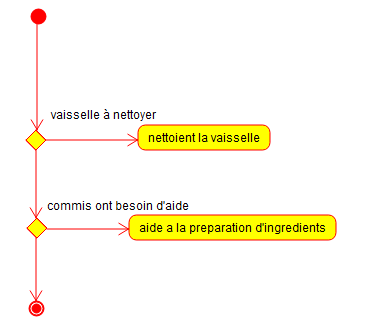 vaisselle à nettoyer
nettoient la vaisselle
commis ont besoin d'aide
aide a la preparation d'ingredients